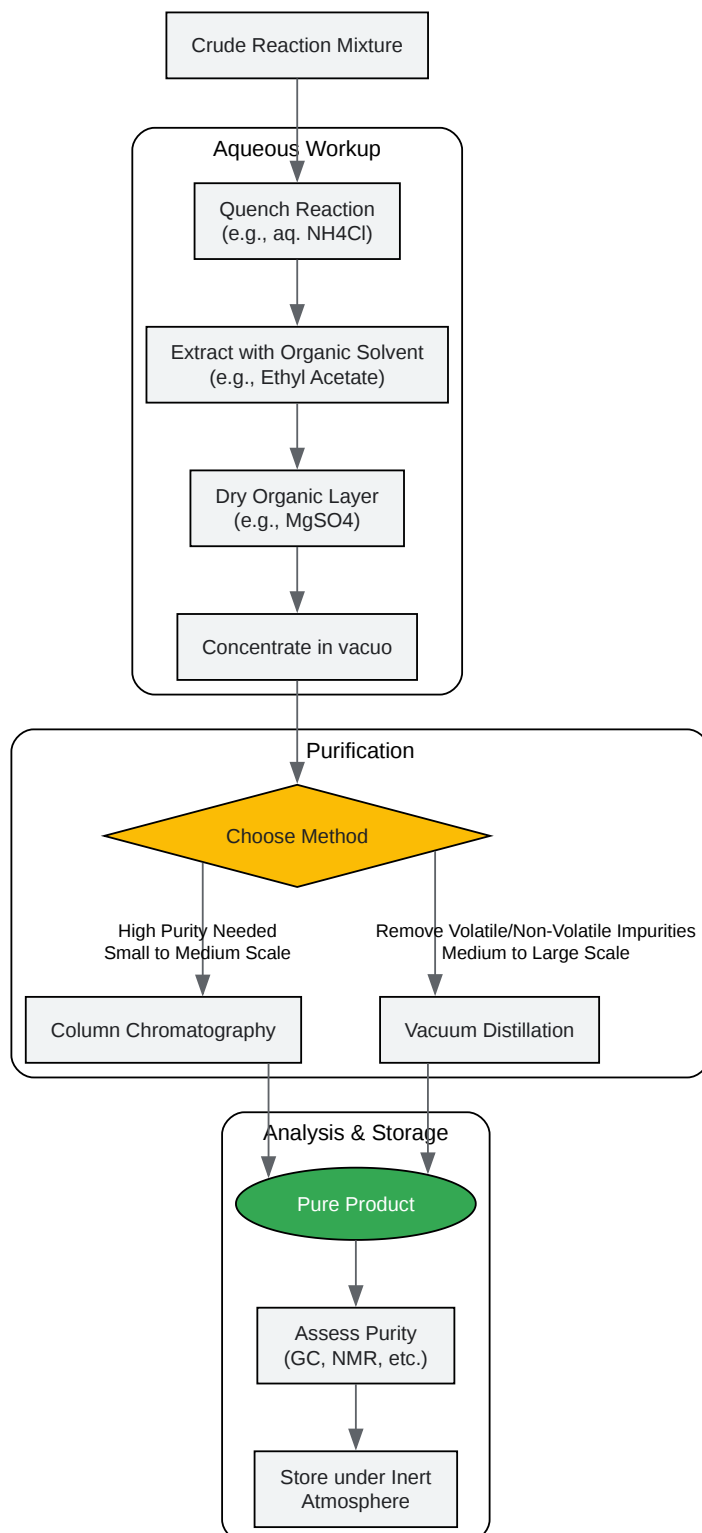 Crude Reaction Mixture
Aqueous Workup
Quench Reaction
(e.g., aq. NH4Cl)
Extract with Organic Solvent
(e.g., Ethyl Acetate)
Dry Organic Layer
(e.g., MgSO4)
Concentrate in vacuo
Purification
Choose Method
High Purity Needed
Small to Medium Scale
Remove Volatile/Non-Volatile Impurities
Medium to Large Scale
Column Chromatography
Vacuum Distillation
Analysis & Storage
Pure Product
Assess Purity
(GC, NMR, etc.)
Store under Inert
Atmosphere